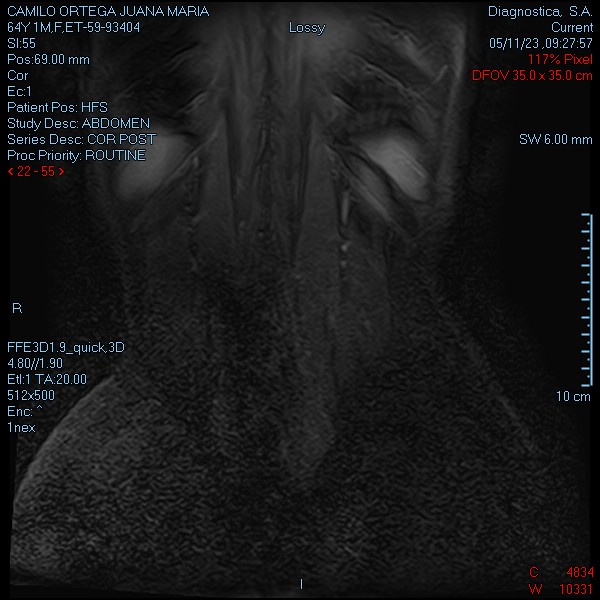 CAMILO ORTEGA JUANA MARIA
64Y 1M,F,ET-59-93404
Sl:55
Pos:69.00 mm
Cor
Ec:1
Patient Pos: HFS
Study Desc: ABDOMEN
Series Desc: COR POST
Proc Priority: ROUTINE
< 22 - 55 >
Lossy
Diagnostica, S.A.
Current
05/11/23 ,09:27:57
117% Pixel
DFOV 35.0 x 35.0 cm
SW 6.00 mm
R
FFE3D1.9_quick,3D
4.80//1.90
Etl:1 TA:20.00
512x500
Enc: ^
1nex
10 cm
I
C 4834
W 10331